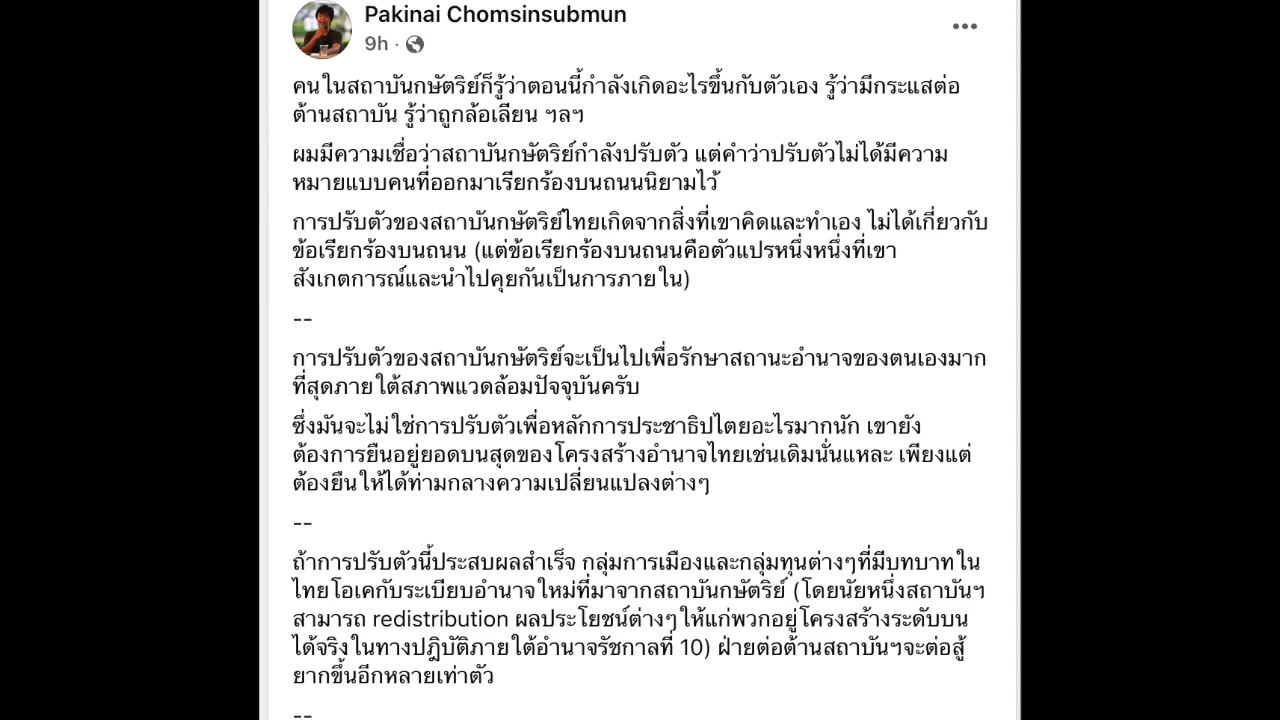 Pakinai Chomsinsubmun
9h ·
คนในสถาบันกษัตริย์ก็รู้ว่าตอนนี้กำลังเกิดอะไรขึ้นกับตัวเอง รู้ว่ามีกระแสต่อ
ต้านสถาบัน รู้ว่าถูกล้อเลียน ฯลฯ
ผมมีความเชื่อว่าสถาบันกษัตริย์กำลังปรับตัว แต่คำว่าปรับตัวไม่ได้มีความ
หมายแบบคนที่ออกมาเรียกร้องบนถนนนิยามไว้
การปรับตัวของสถาบันกษัตริย์ไทยเกิดจากสิ่งที่เขาคิดและทำเอง ไม่ได้เกี่ยวกับ
ข้อเรียกร้องบนถนน (แต่ข้อเรียกร้องบนถนนคือตัวแปรหนึ่งหนึ่งที่เขา
สังเกตการณ์และนำไปคุยกันเป็นการภายใน)
--
การปรับตัวของสถาบันกษัตริย์จะเป็นไปเพื่อรักษาสถานะอำนาจของตนเองมาก
ที่สุดภายใต้สภาพแวดล้อมปัจจุบันครับ
ซึ่งมันจะไม่ใช่การปรับตัวเพื่อหลักการประชาธิปไตยอะไรมากนัก เขายัง
ต้องการยืนอยู่ยอดบนสุดของโครงสร้างอำนาจไทยเช่นเดิมนั่นแหละ เพียงแต่
ต้องยืนให้ได้ท่ามกลางความเปลี่ยนแปลงต่างๆ
--
ถ้าการปรับตัวนี้ประสบผลสำเร็จ กลุ่มการเมืองและกลุ่มทุนต่างๆที่มีบทบาทใน
ไทยโอเคกับระเบียบอำนาจใหม่ที่มาจากสถาบันกษัตริย์ (โดยนัยหนึ่งสถาบันฯ
สามารถ redistribution ผลประโยชน์ต่างๆให้แก่พวกอยู่โครงสร้างระดับบน
ได้จริงในทางปฎิบัติภายใต้อำนาจรัชกาลที่ 10) ฝ่ายต่อต้านสถาบันฯจะต่อสู้
ยากขึ้นอีกหลายเท่าตัว
--